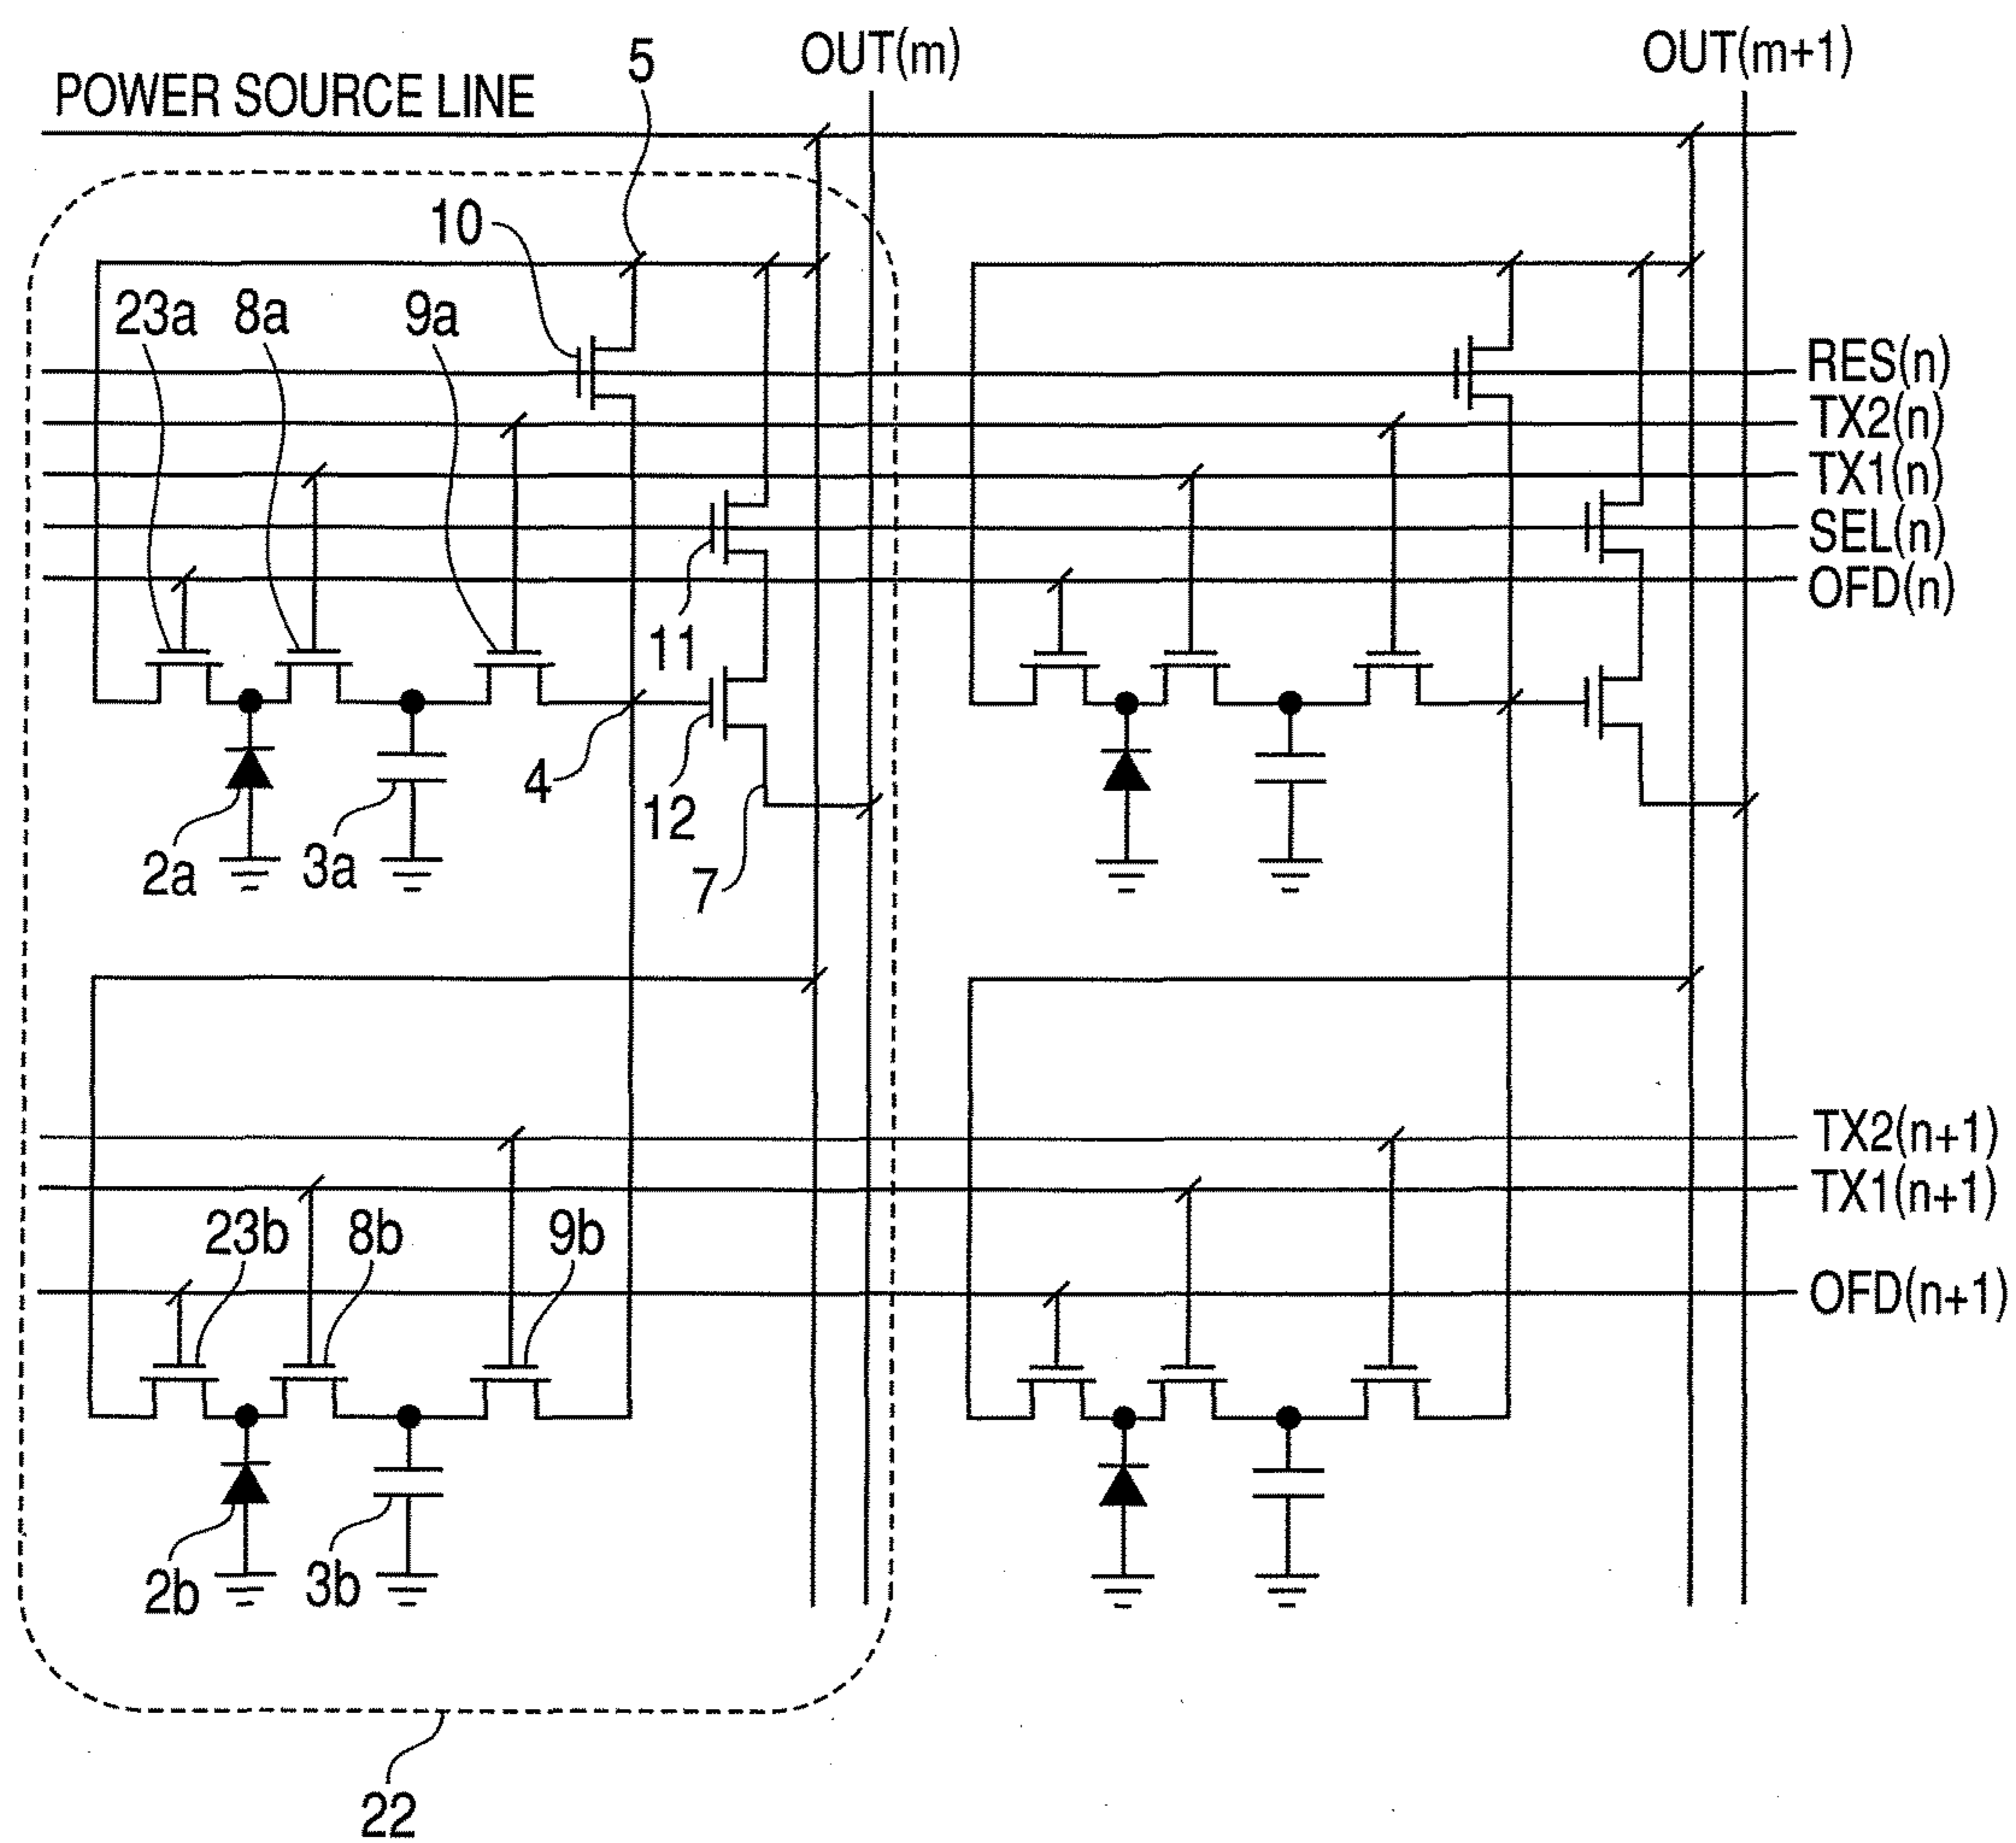 OUT(m)
OUT(m+1)
5
POWER SOURCE LINE
10
23a
8a
9a
RES(n)
TX2(n)
TX1(n)
SEL(n)
OFD(n)
11
4
12
2a
3a
7
TX2(n+1)
TX1(n+1)
23b
8b
9b
OFD(n+1)
2b
3b
22